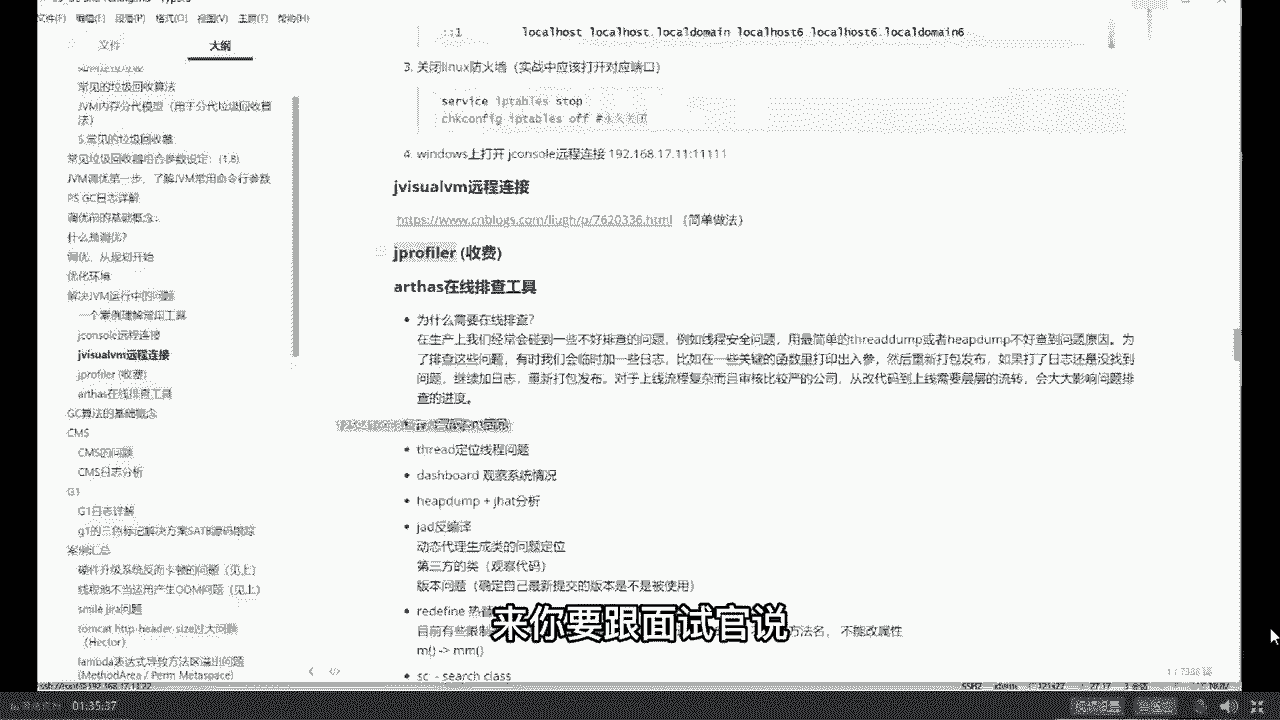 文件(F) 编辑(E) 段落(P) 格式(O) 视图(V) 主题(T) 帮助(H)
文件
大纲
常见的垃圾回收算法
JVM内存分代模型（用于分代垃圾回收算法）
5.常见的垃圾回收器
常见垃圾回收器组合参数设定：(1.8)
JVM调优第一步，了解JVM常用命令行参数
PS GC日志详解
调优前的基础概念：
什么是调优？
调优，从规划开始
优化环境
解决JVM运行中的问题
一个案例理解常用工具
jconsole远程连接
jvisualvm远程连接
jprofiler (收费)
arthas在线排查工具
GC算法的基础概念
CMS
CMS的问题
CMS日志分析
G1
G1日志详解
案例汇总
硬件升级系统反而卡顿的问题（见上）
线程池不当运用产生OOM问题（见上）
smile jira问题
tomcat http-header-size过大问题（Hector）
lambda表达式导致方法区溢出问题
(MethodArea / Perm Metaspace)
::1 localhost localhost.localdomain localhost6 localhost6.localdomain6
3. 关闭linux防火墙（实战中应该打开对应端口）
service iptables stop
chkconfig iptables off #永久关闭
4. windows上打开 jconsole远程连接 192.168.17.11:11111
jvisualvm远程连接
https://www.cnblogs.com/liugh/p/7620336.html （简单做法）
jprofiler (收费)
arthas在线排查工具
为什么需要在线排查？
在生产上我们经常会碰到一些不好排查的问题，例如线程安全问题，用最简单的threaddump或者heapdump不好查到问题原因。为
了排查这些问题，有时我们会临时加一些日志，比如在一些关键的函数里打印出入参，然后重新打包发布，如果打了日志还是没找到
问题，继续加日志，重新打包发布。对于上线流程复杂而且审核比较严的公司，从改代码到上线需要层层的流转，会大大影响问题排
查的进度。
thread定位线程问题
dashboard 观察系统情况
heapdump + jhat分析
jad反编译
动态代理生成类的问题定位
第三方的类（观察代码）
版本问题（确定自己最新提交的版本是不是被使用）
redefine
来你要跟面试官说
目前有些限制 方法名， 不能改属性
m() -> mm()
sc - search class
01:35:37